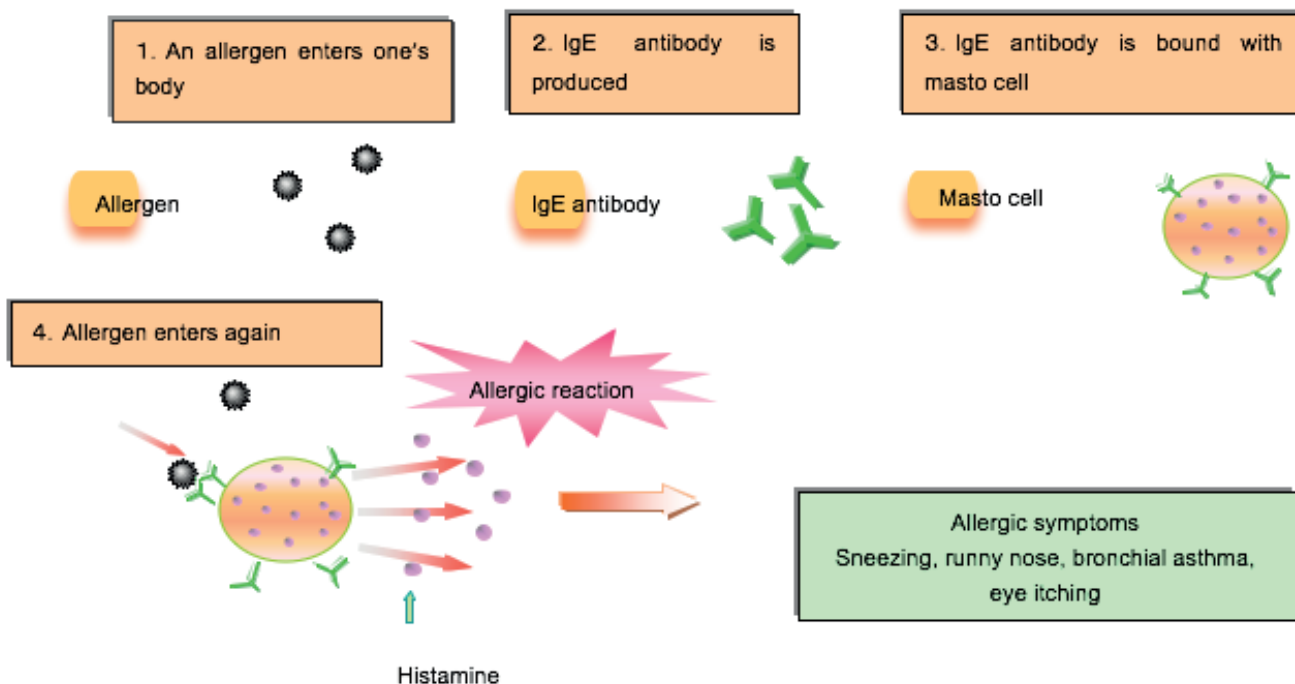 1. An allergen enters one's
body
2. IgE antibody is
produced
3. IgE antibody is bound with
masto cell
Allergen
IgE antibody
Masto cell
4. Allergen enters again
Allergic reaction
Allergic symptoms
Sneezing, runny nose, bronchial asthma,
eye itching
Histamine